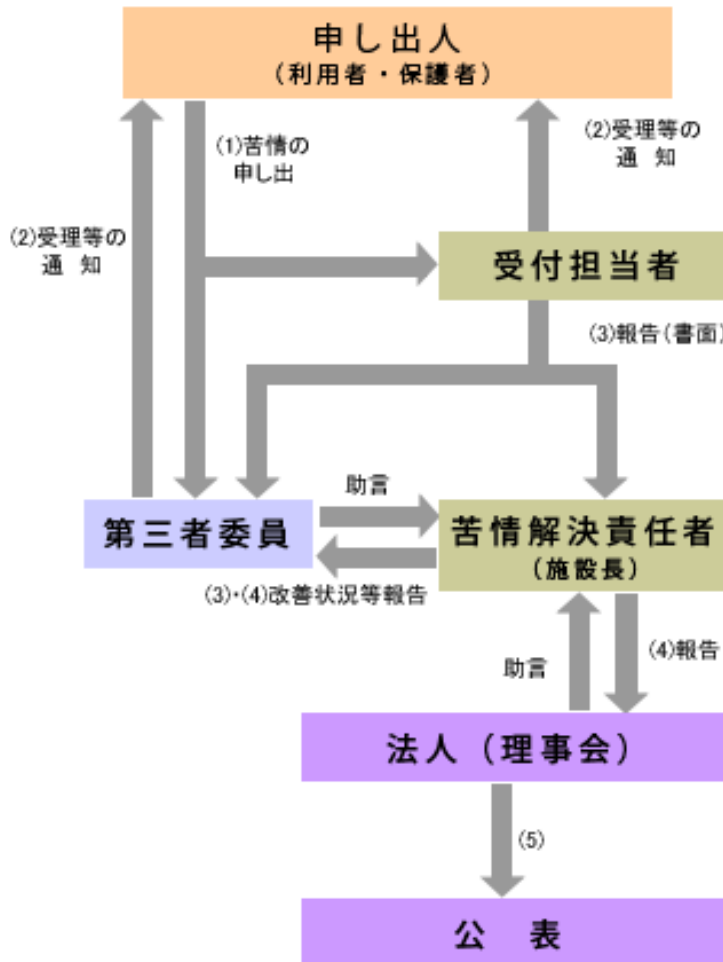 申し出人
（利用者・保護者）
(1)苦情の
申し出
(2)受理等の
通　知
(2)受理等の
通　知
受付担当者
(3)報告（書面）
助言
第三者委員
苦情解決責任者
（施設長）
(3)・(4)改善状況等報告
助言
(4)報告
法人（理事会）
(5)
公　表